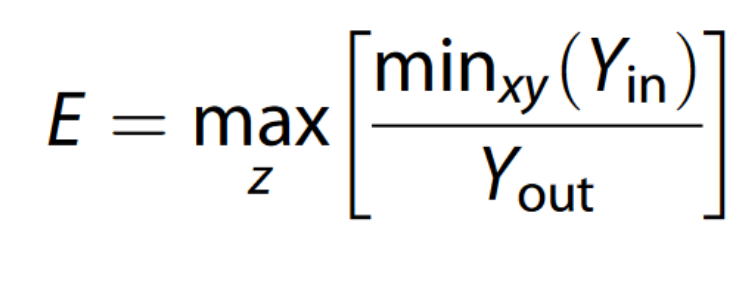 E = max_z [ min_xy(Y_in) / Y_out ]